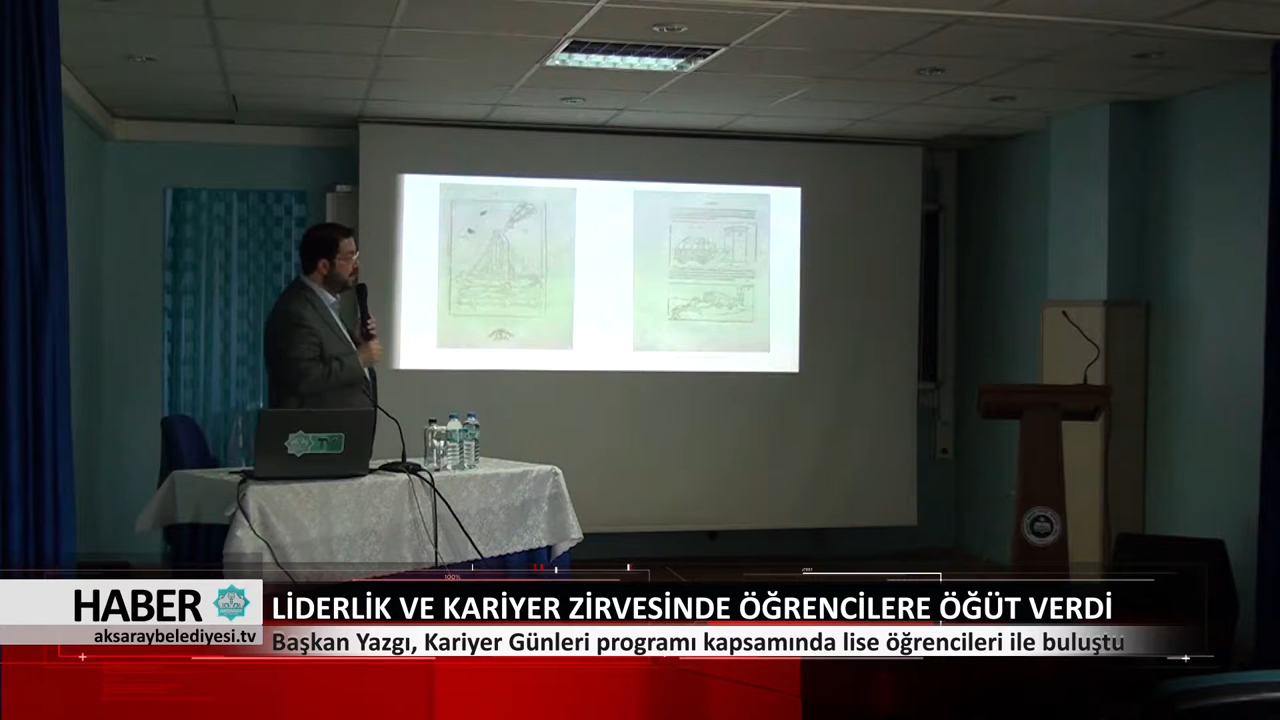 HABER
aksaraybelediyesi.tv
LİDERLİK VE KARİYER ZİRVESİNDE ÖĞRENCİLERE ÖĞÜT VERDİ
Başkan Yazgı, Kariyer Günleri programı kapsamında lise öğrencileri ile buluştu
100%